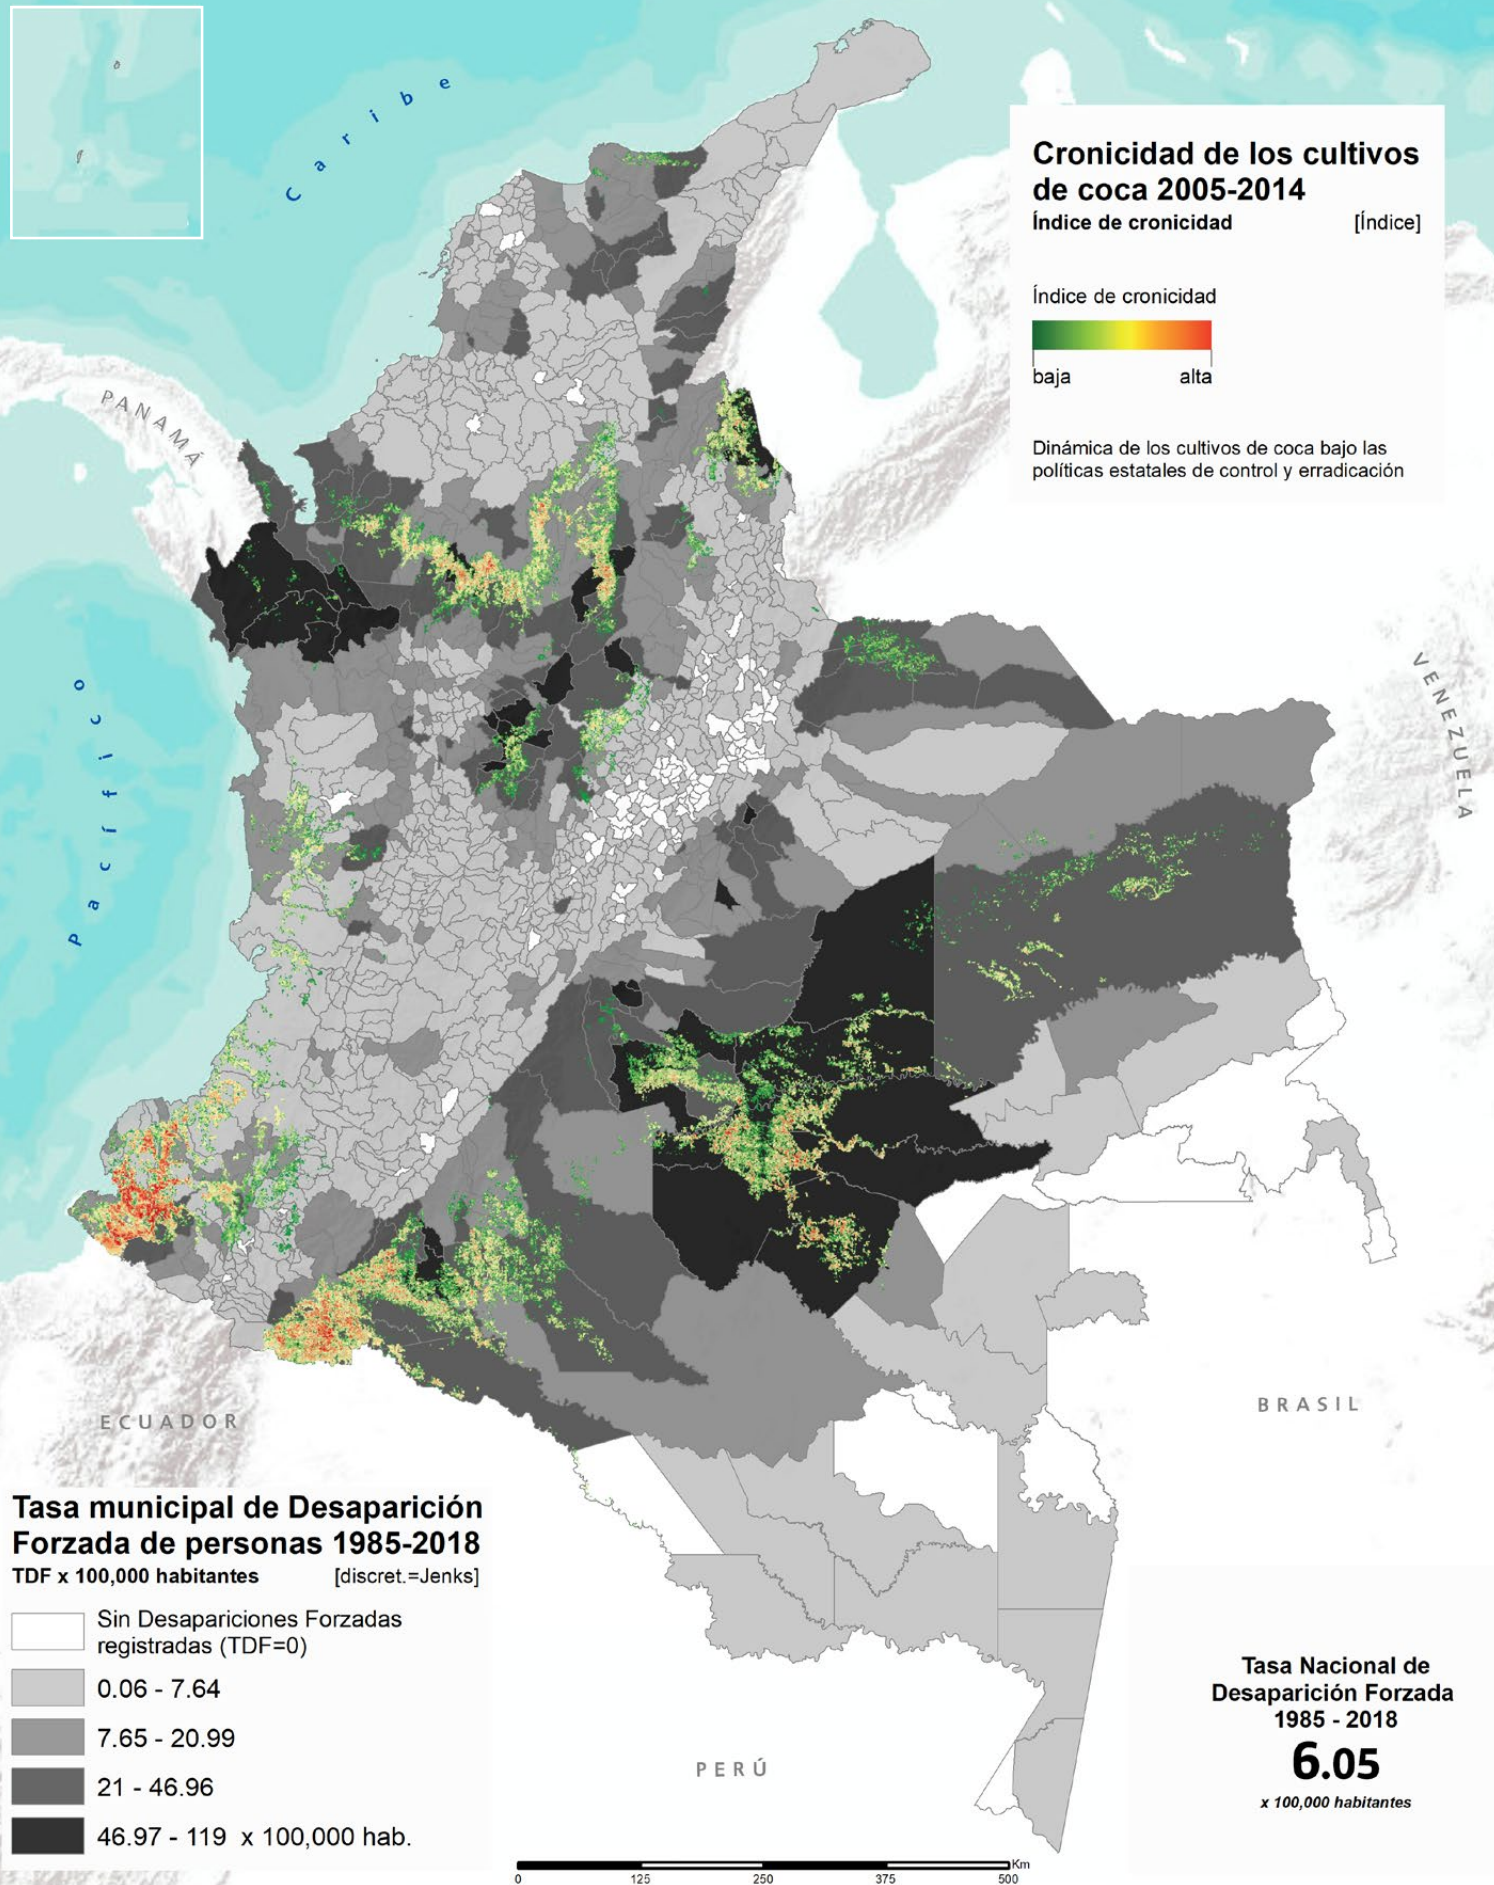 Caribe
Cronicidad de los cultivos
de coca 2005-2014
Índice de cronicidad [Índice]
Índice de cronicidad
baja alta
Dinámica de los cultivos de coca bajo las
políticas estatales de control y erradicación
PANAMÁ
VENEZUELA
Pacífico
BRASIL
ECUADOR
PERÚ
Tasa municipal de Desaparición
Forzada de personas 1985-2018
TDF x 100,000 habitantes [discret.=Jenks]
Sin Desapariciones Forzadas
registradas (TDF=0)
0.06 - 7.64
7.65 - 20.99
21 - 46.96
46.97 - 119 x 100,000 hab.
Tasa Nacional de
Desaparición Forzada
1985 - 2018
6.05
x 100,000 habitantes
Km
0 125 250 375 500